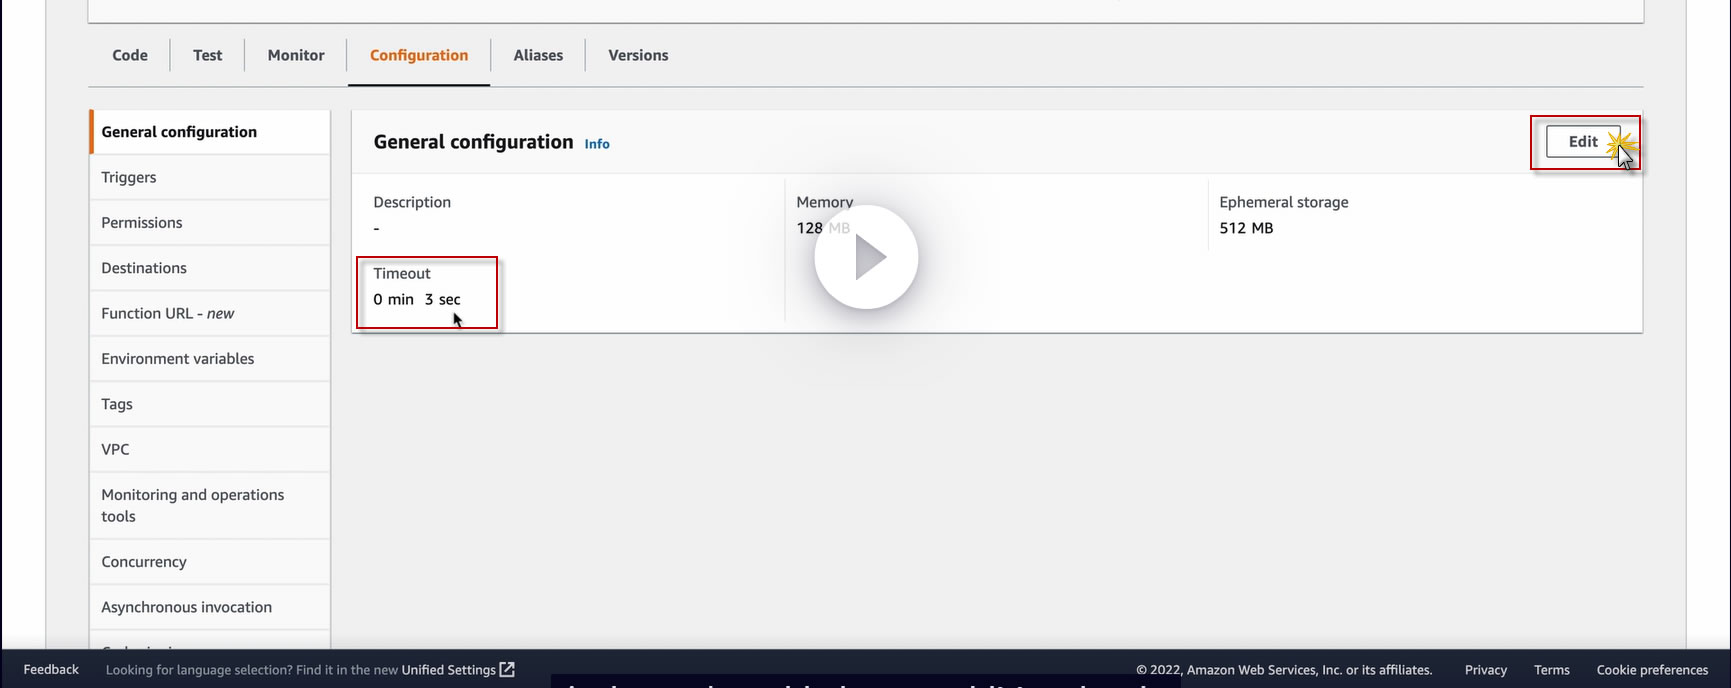 Code Test Monitor Configuration Aliases Versions
General configuration
Triggers
Permissions
Destinations
Function URL - new
Environment variables
Tags
VPC
Monitoring and operations
tools
Concurrency
Asynchronous invocation
General configuration Info
Edit
Description
-
Memory
128 MB
Ephemeral storage
512 MB
Timeout
0 min 3 sec
Feedback Looking for language selection? Find it in the new Unified Settings © 2022, Amazon Web Services, Inc. or its affiliates. Privacy Terms Cookie preferences